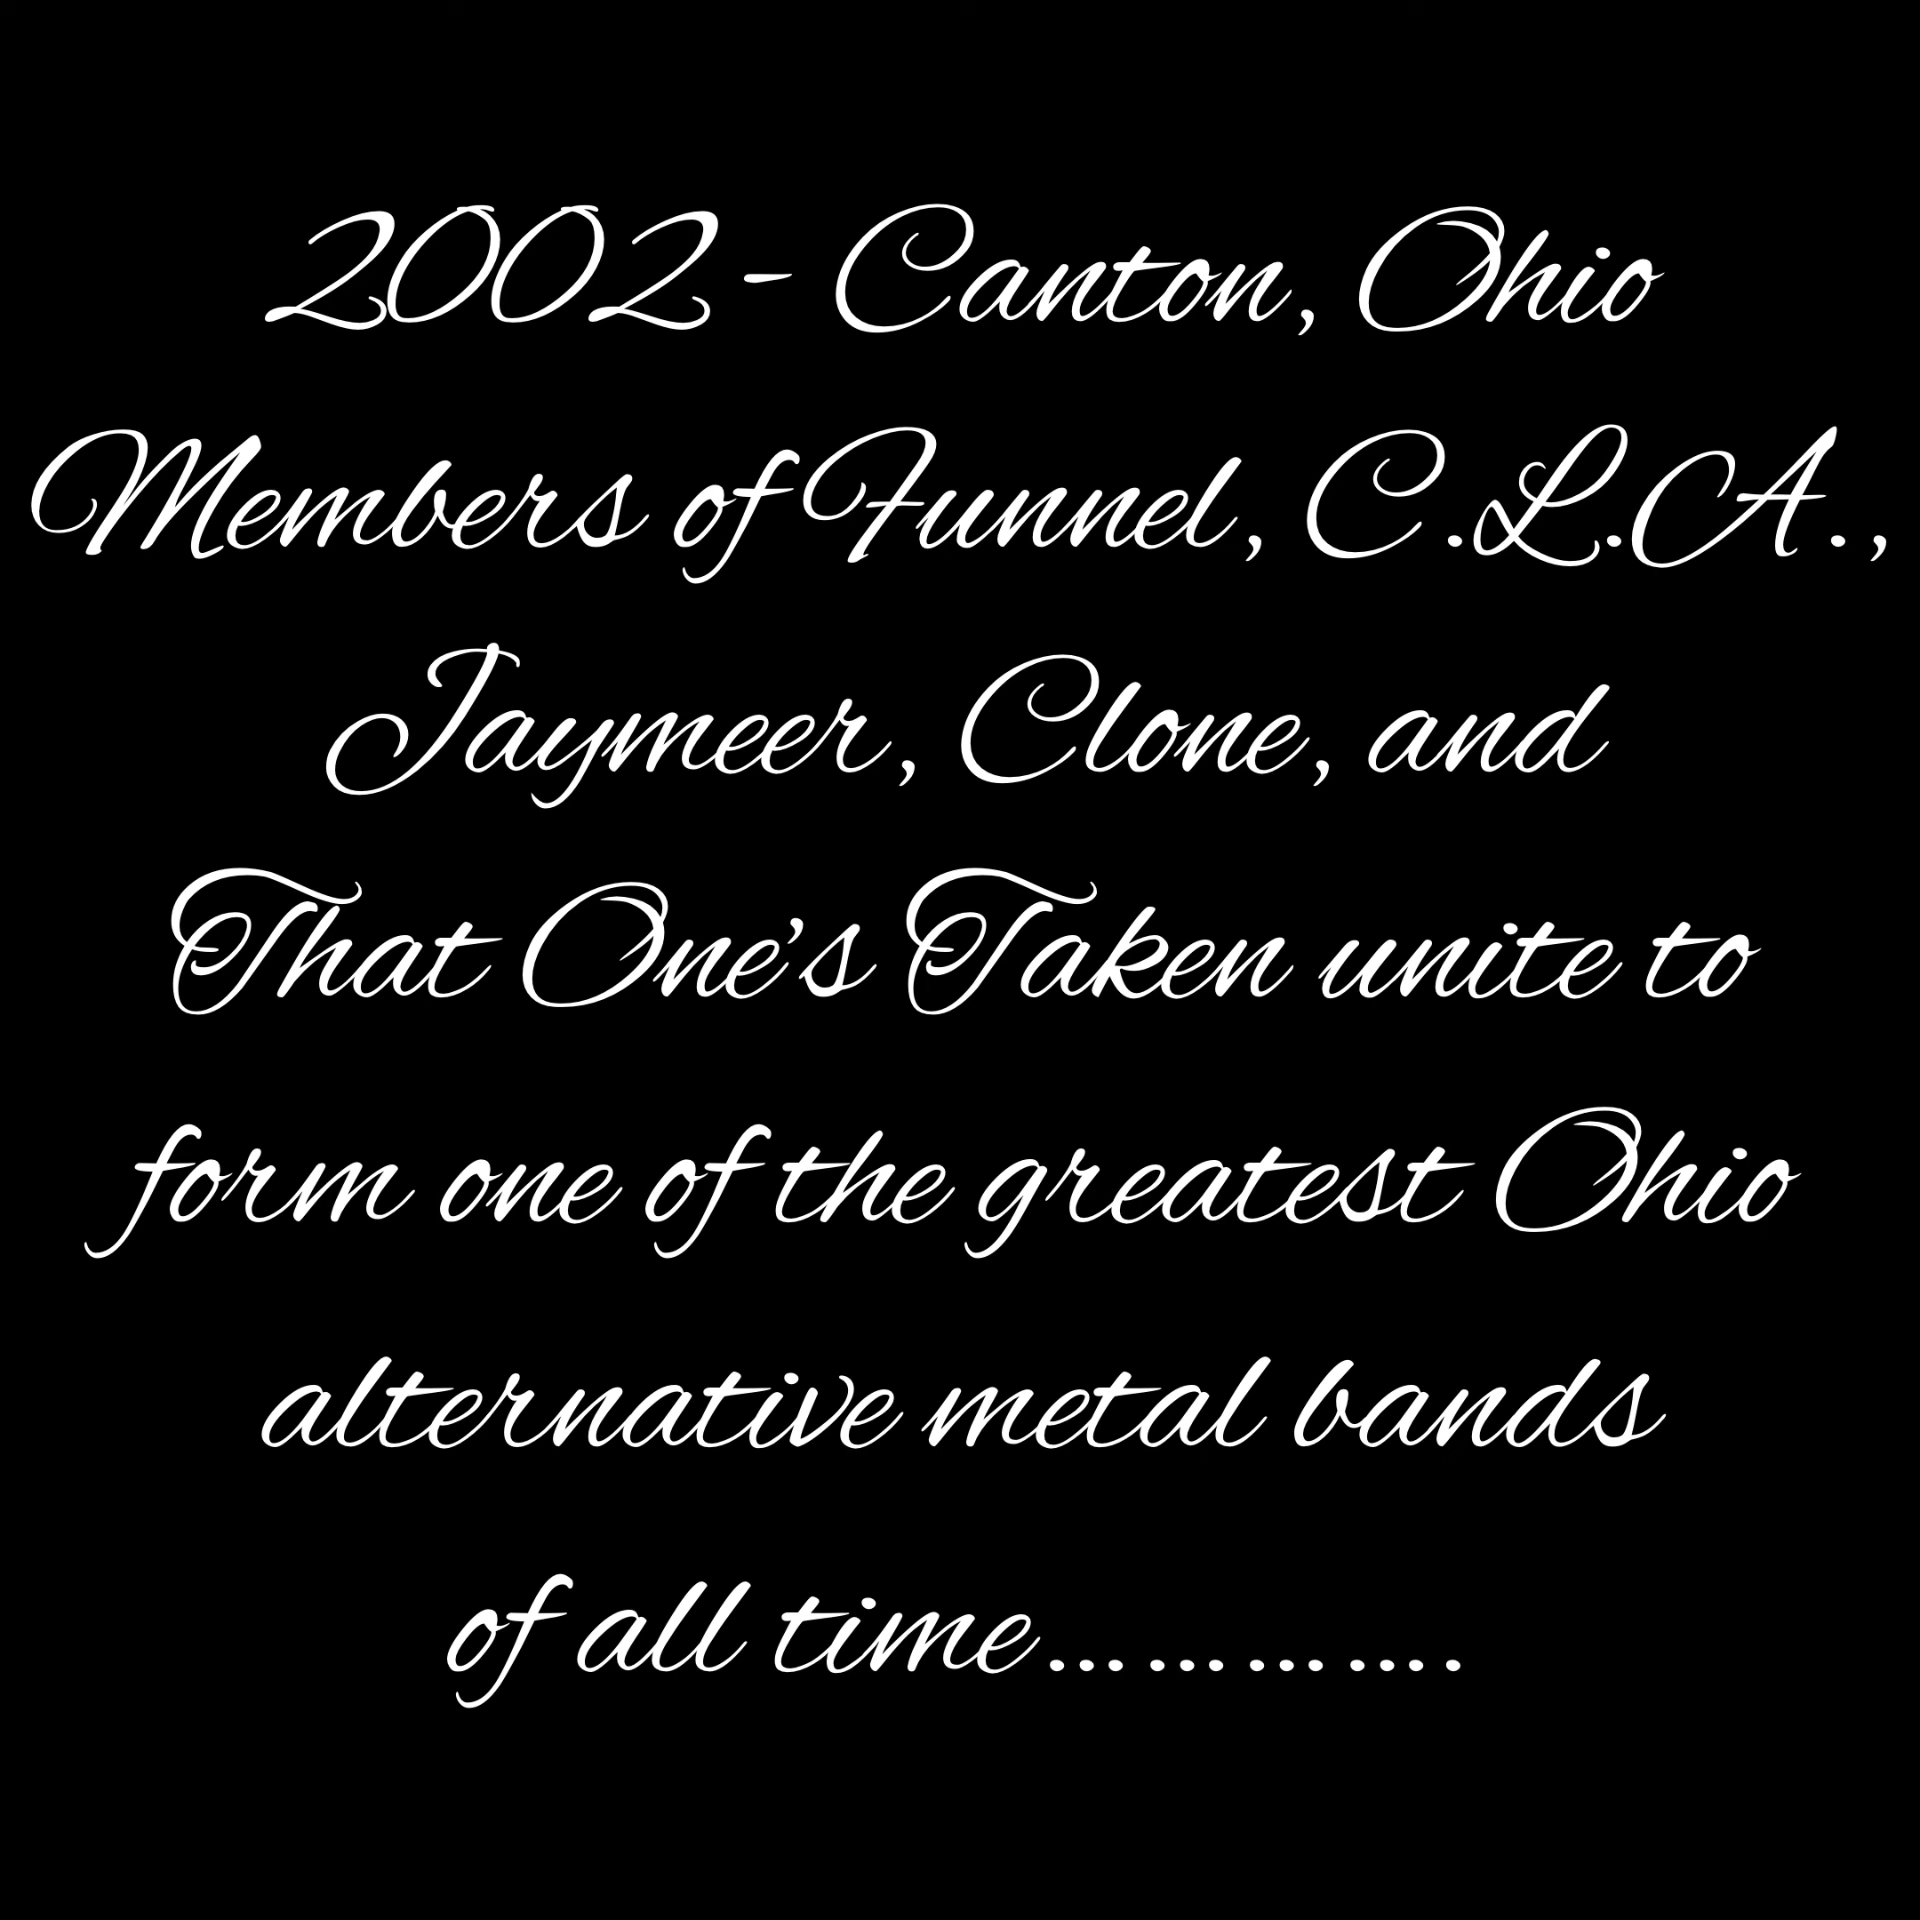 2002 - Canton, Ohio
Members of Funnel, C.L.A.,
Jaymeer, Clone, and
That One's Taken unite to
form one of the greatest Ohio
alternative metal bands
of all time.............